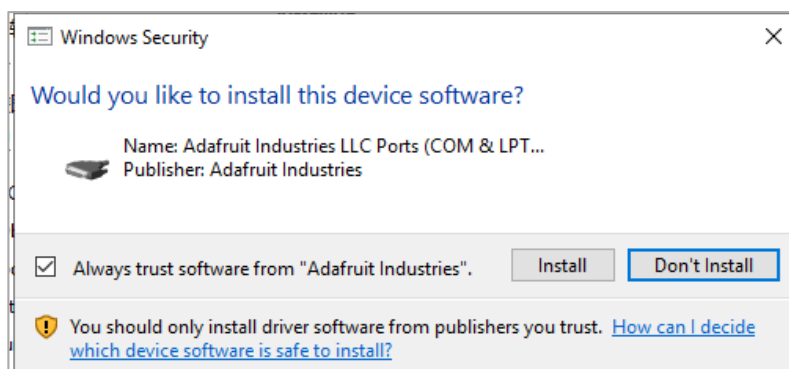 Windows Security
Would you like to install this device software?
Name: Adafruit Industries LLC Ports (COM & LPT...
Publisher: Adafruit Industries
Always trust software from "Adafruit Industries".
Install
Don't Install
You should only install driver software from publishers you trust. How can I decide
which device software is safe to install?